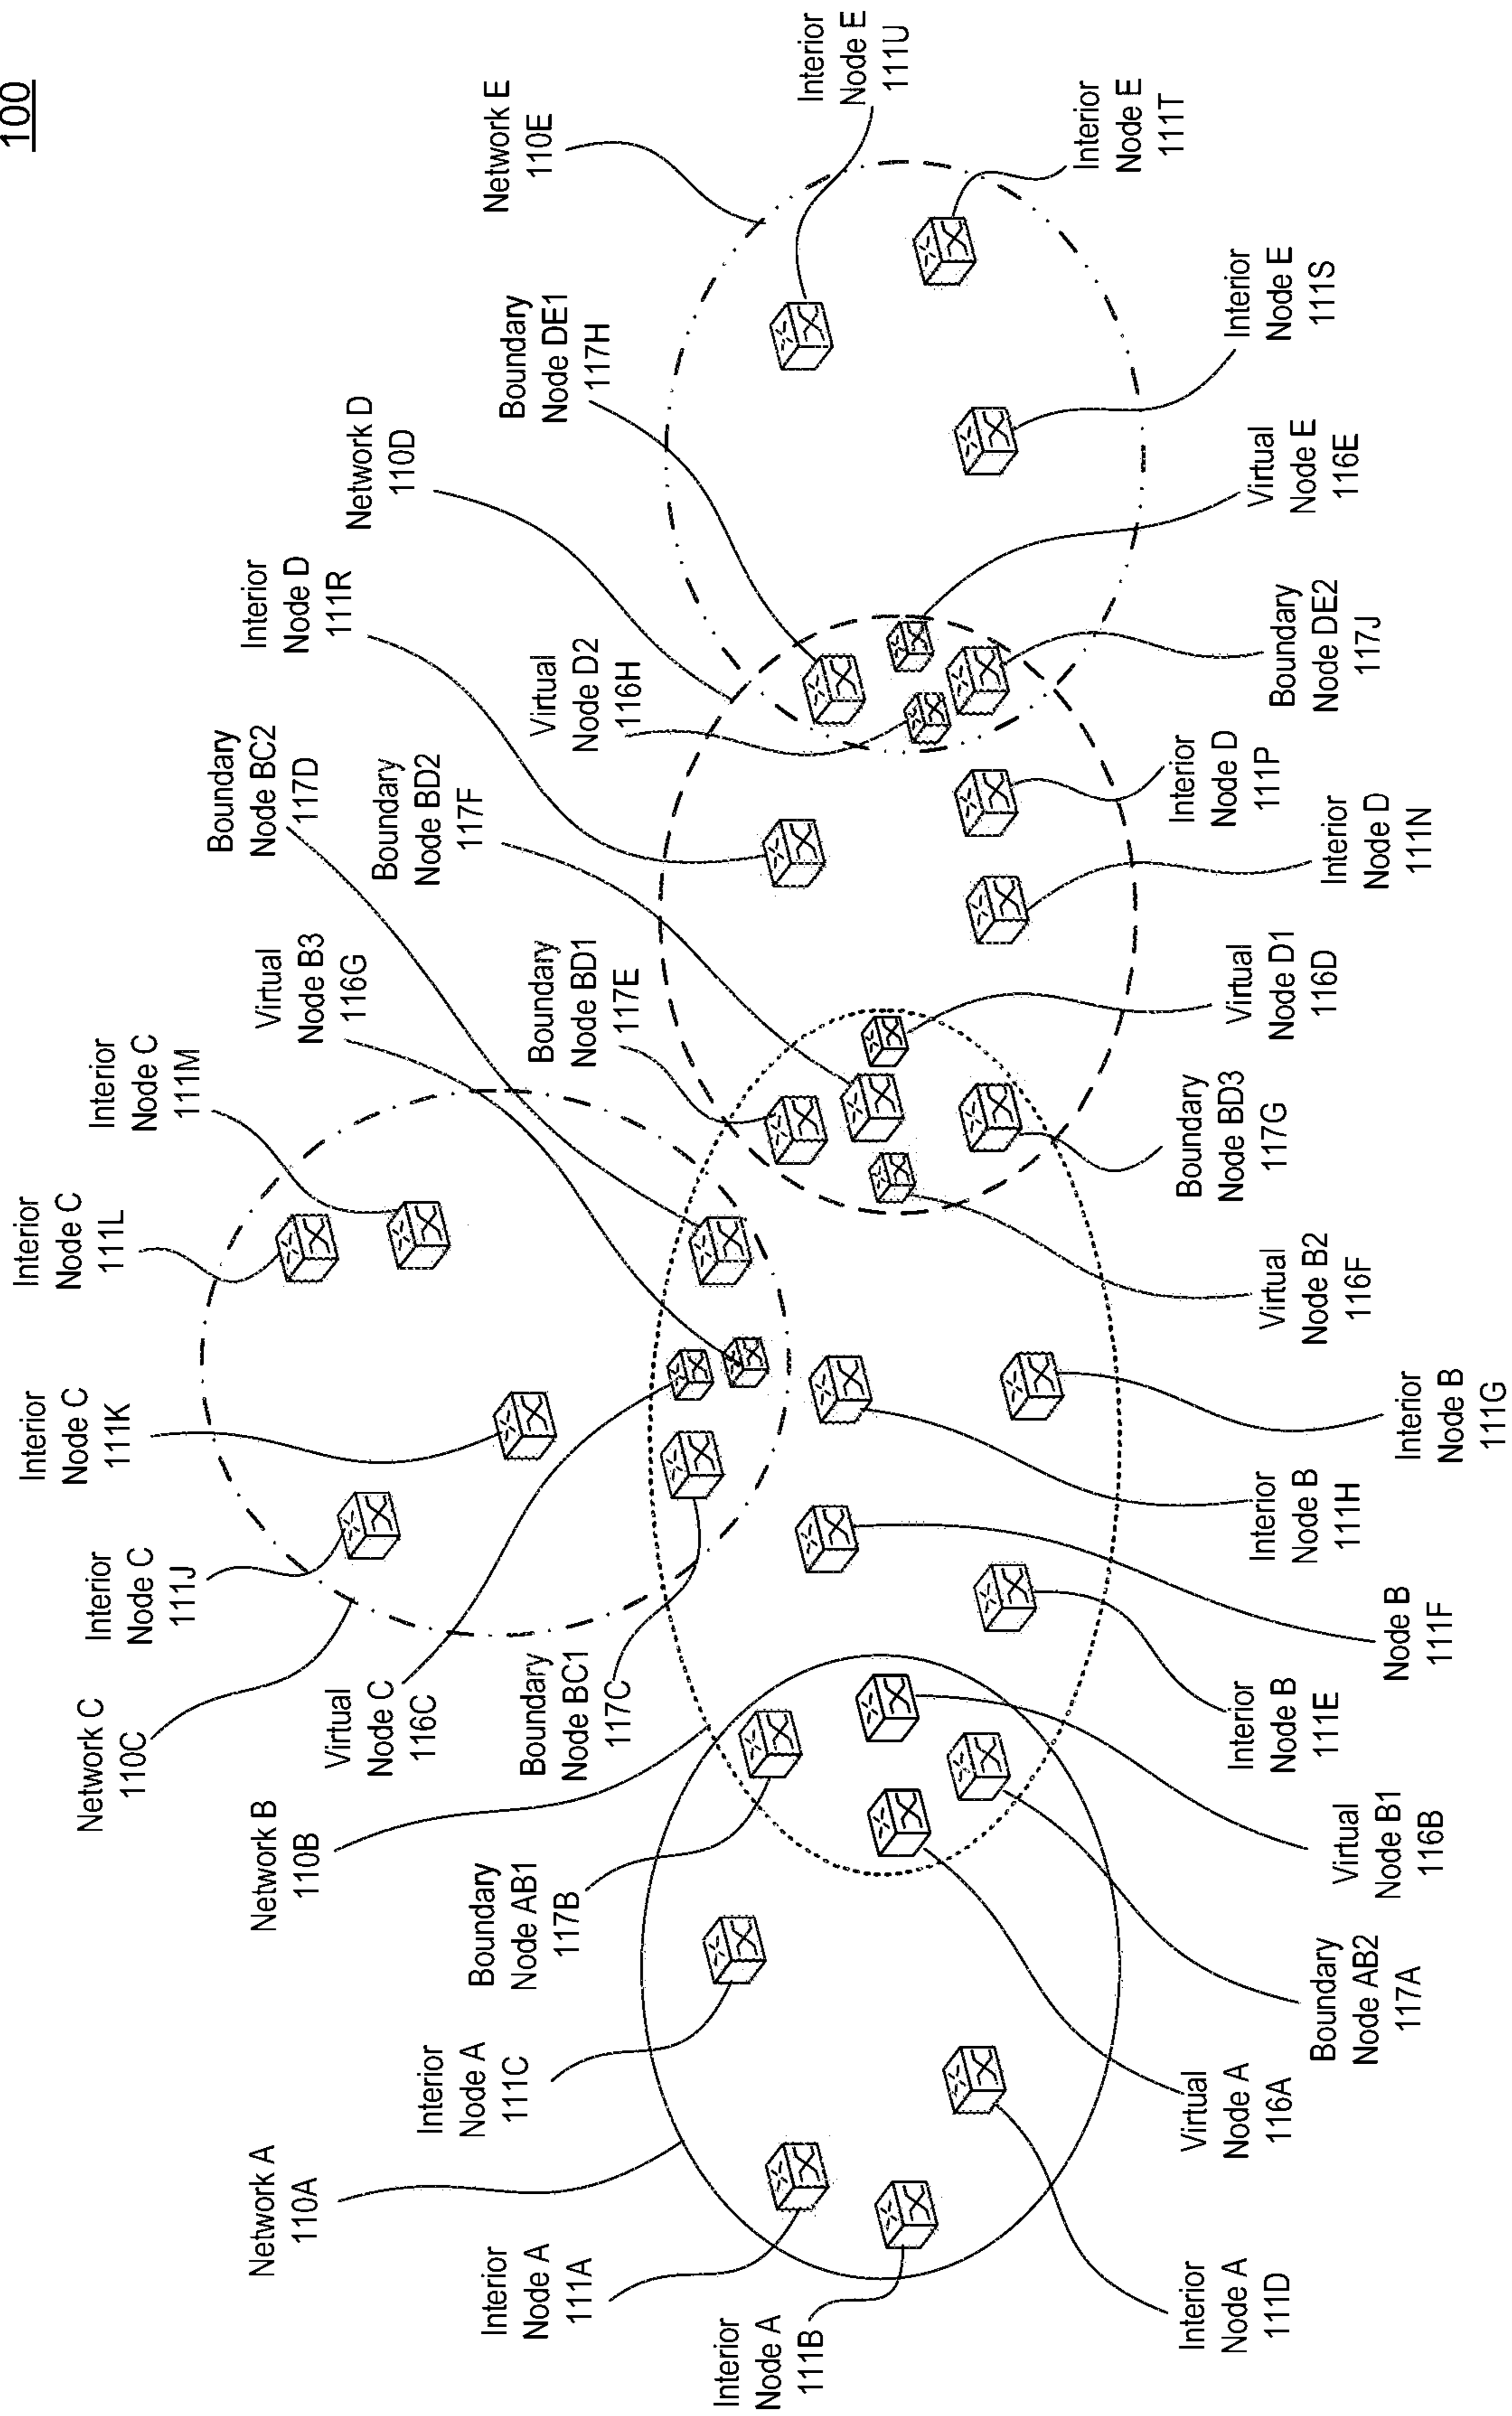 100
Network E
110E
Interior
Node E
111U
Interior
Node E
111T
Interior
Node E
111S
Boundary
Node DE1
117H
Network D
110D
Virtual
Node E
116E
Interior
Node D
111R
Virtual
Node D2
116H
Boundary
Node DE2
117J
Boundary
Node BC2
117D
Boundary
Node BD2
117F
Interior
Node D
111P
Interior
Node D
111N
Virtual
Node B3
116G
Boundary
Node BD1
117E
Virtual
Node D1
116D
Interior
Node C
111M
Boundary
Node BD3
117G
Interior
Node C
111L
Virtual
Node B2
116F
Interior
Node C
111K
Interior
Node B
111G
Interior
Node B
111H
Interior
Node C
111J
Node B
111F
Network C
110C
Virtual
Node C
116C
Boundary
Node BC1
117C
Interior
Node B
111E
Network B
110B
Virtual
Node B1
116B
Boundary
Node AB1
117B
Boundary
Node AB2
117A
Interior
Node A
111C
Virtual
Node A
116A
Network A
110A
Interior
Node A
111A
Interior
Node A
111B
Interior
Node A
111D